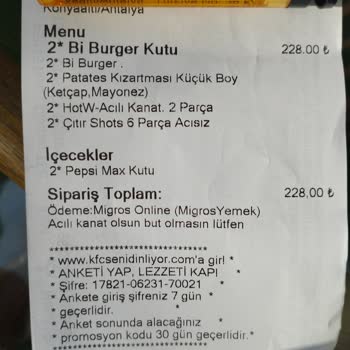 Konyaaltı/Antalya
Menu
2* Bi Burger Kutu 228.00 ₺
2* Bi Burger .
2* Patates Kızartması Küçük Boy
(Ketçap,Mayonez)
2* HotW-Acılı Kanat. 2 Parça
2* Çıtır Shots 6 Parça Acısız
İçecekler
2* Pepsi Max Kutu
Sipariş Toplam: 228,00 ₺
Ödeme:Migros Online (MigrosYemek)
Acılı kanat olsun but olmasın lütfen
********************************
* www.kfcsenidinliyor.com'a gir! *
* ANKETİ YAP, LEZZETİ KAP! *
* Şifre: 17821-06231-70021 *
* Ankete giriş şifreniz 7 gün *
* geçerlidir. *
* Anket sonunda alacağınız *
* promosyon kodu 30 gün geçerlidir.*
********************************